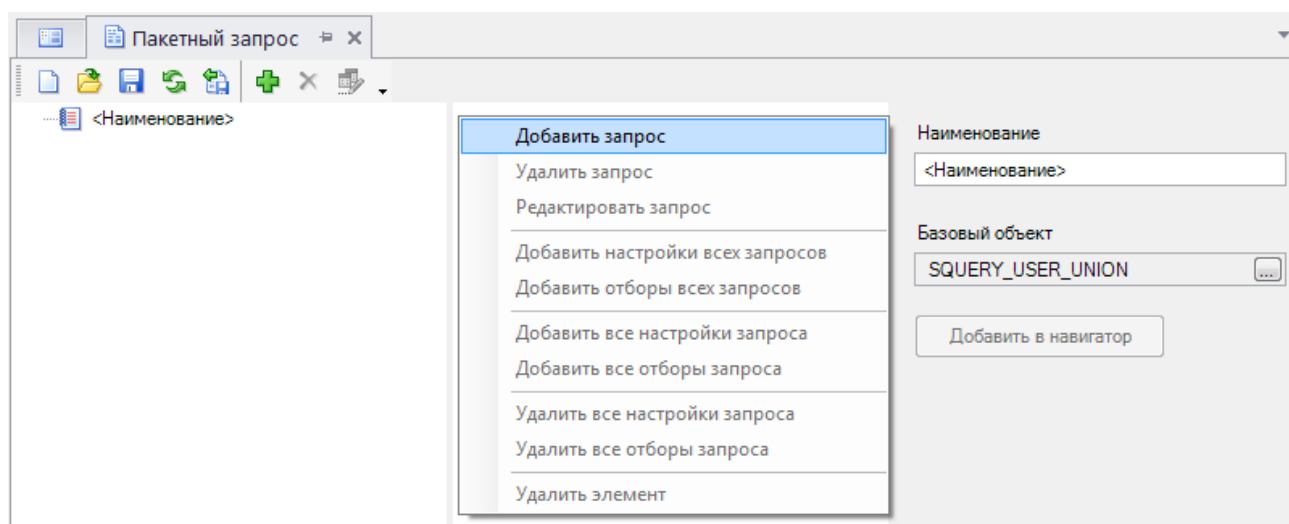 Пакетный запрос
<Наименование>
Добавить запрос
Удалить запрос
Редактировать запрос
Добавить настройки всех запросов
Добавить отборы всех запросов
Добавить все настройки запроса
Добавить все отборы запроса
Удалить все настройки запроса
Удалить все отборы запроса
Удалить элемент
Наименование
<Наименование>
Базовый объект
SQUERY_USER_UNION
...
Добавить в навигатор